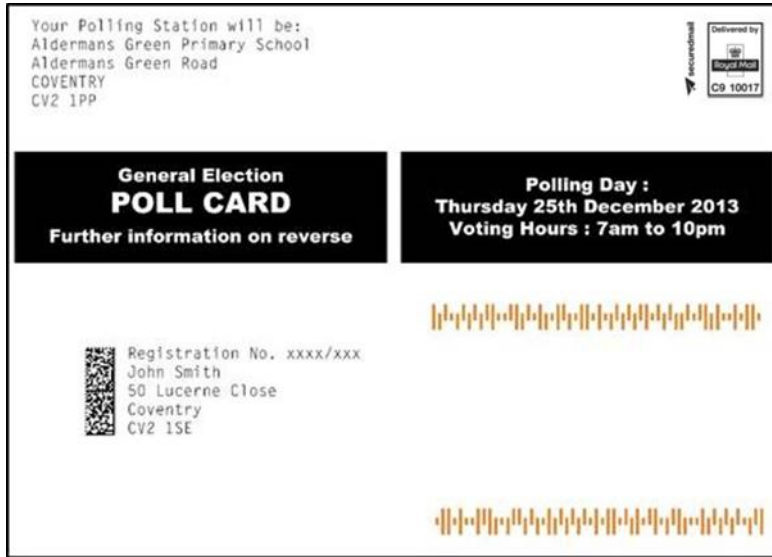 Your Polling Station will be:
Aldermans Green Primary School
Aldermans Green Road
COVENTRY
CV2 1PP
securedmail
Delivered by
Royal Mail
C9 10017
General Election
POLL CARD
Further information on reverse
Polling Day :
Thursday 25th December 2013
Voting Hours : 7am to 10pm
Registration No. xxxx/xxx
John Smith
50 Lucerne Close
Coventry
CV2 1SE